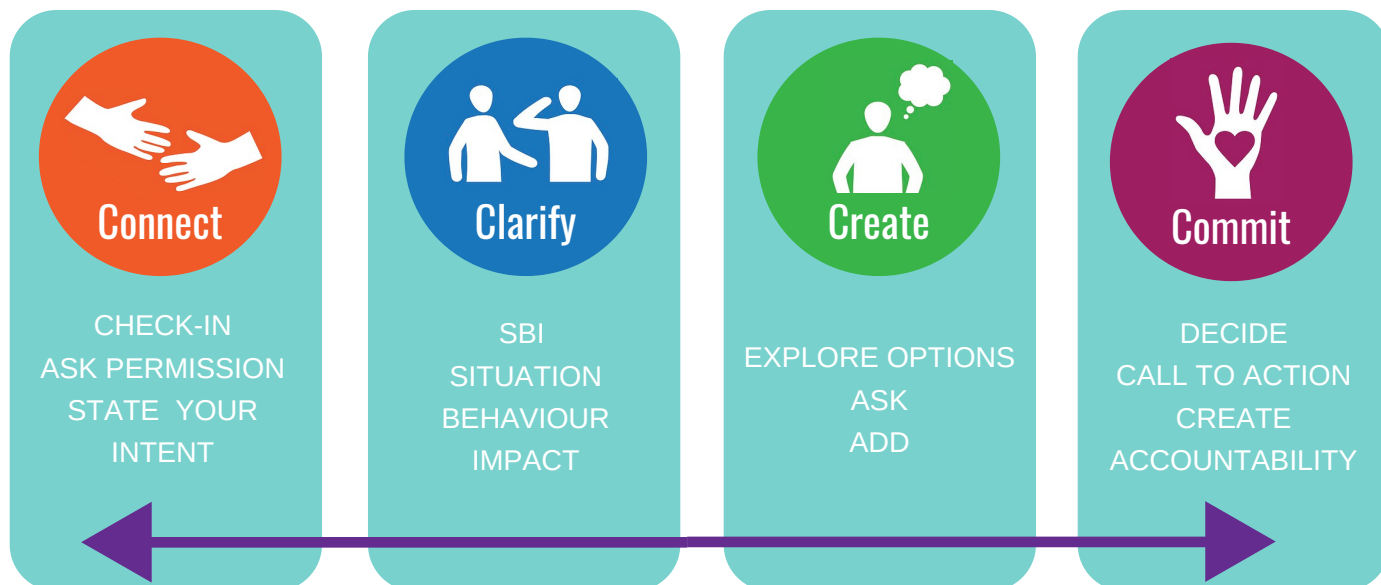 Connect
CHECK-IN
ASK PERMISSION
STATE YOUR
INTENT
Clarify
SBI
SITUATION
BEHAVIOUR
IMPACT
Create
EXPLORE OPTIONS
ASK
ADD
Commit
DECIDE
CALL TO ACTION
CREATE
ACCOUNTABILITY